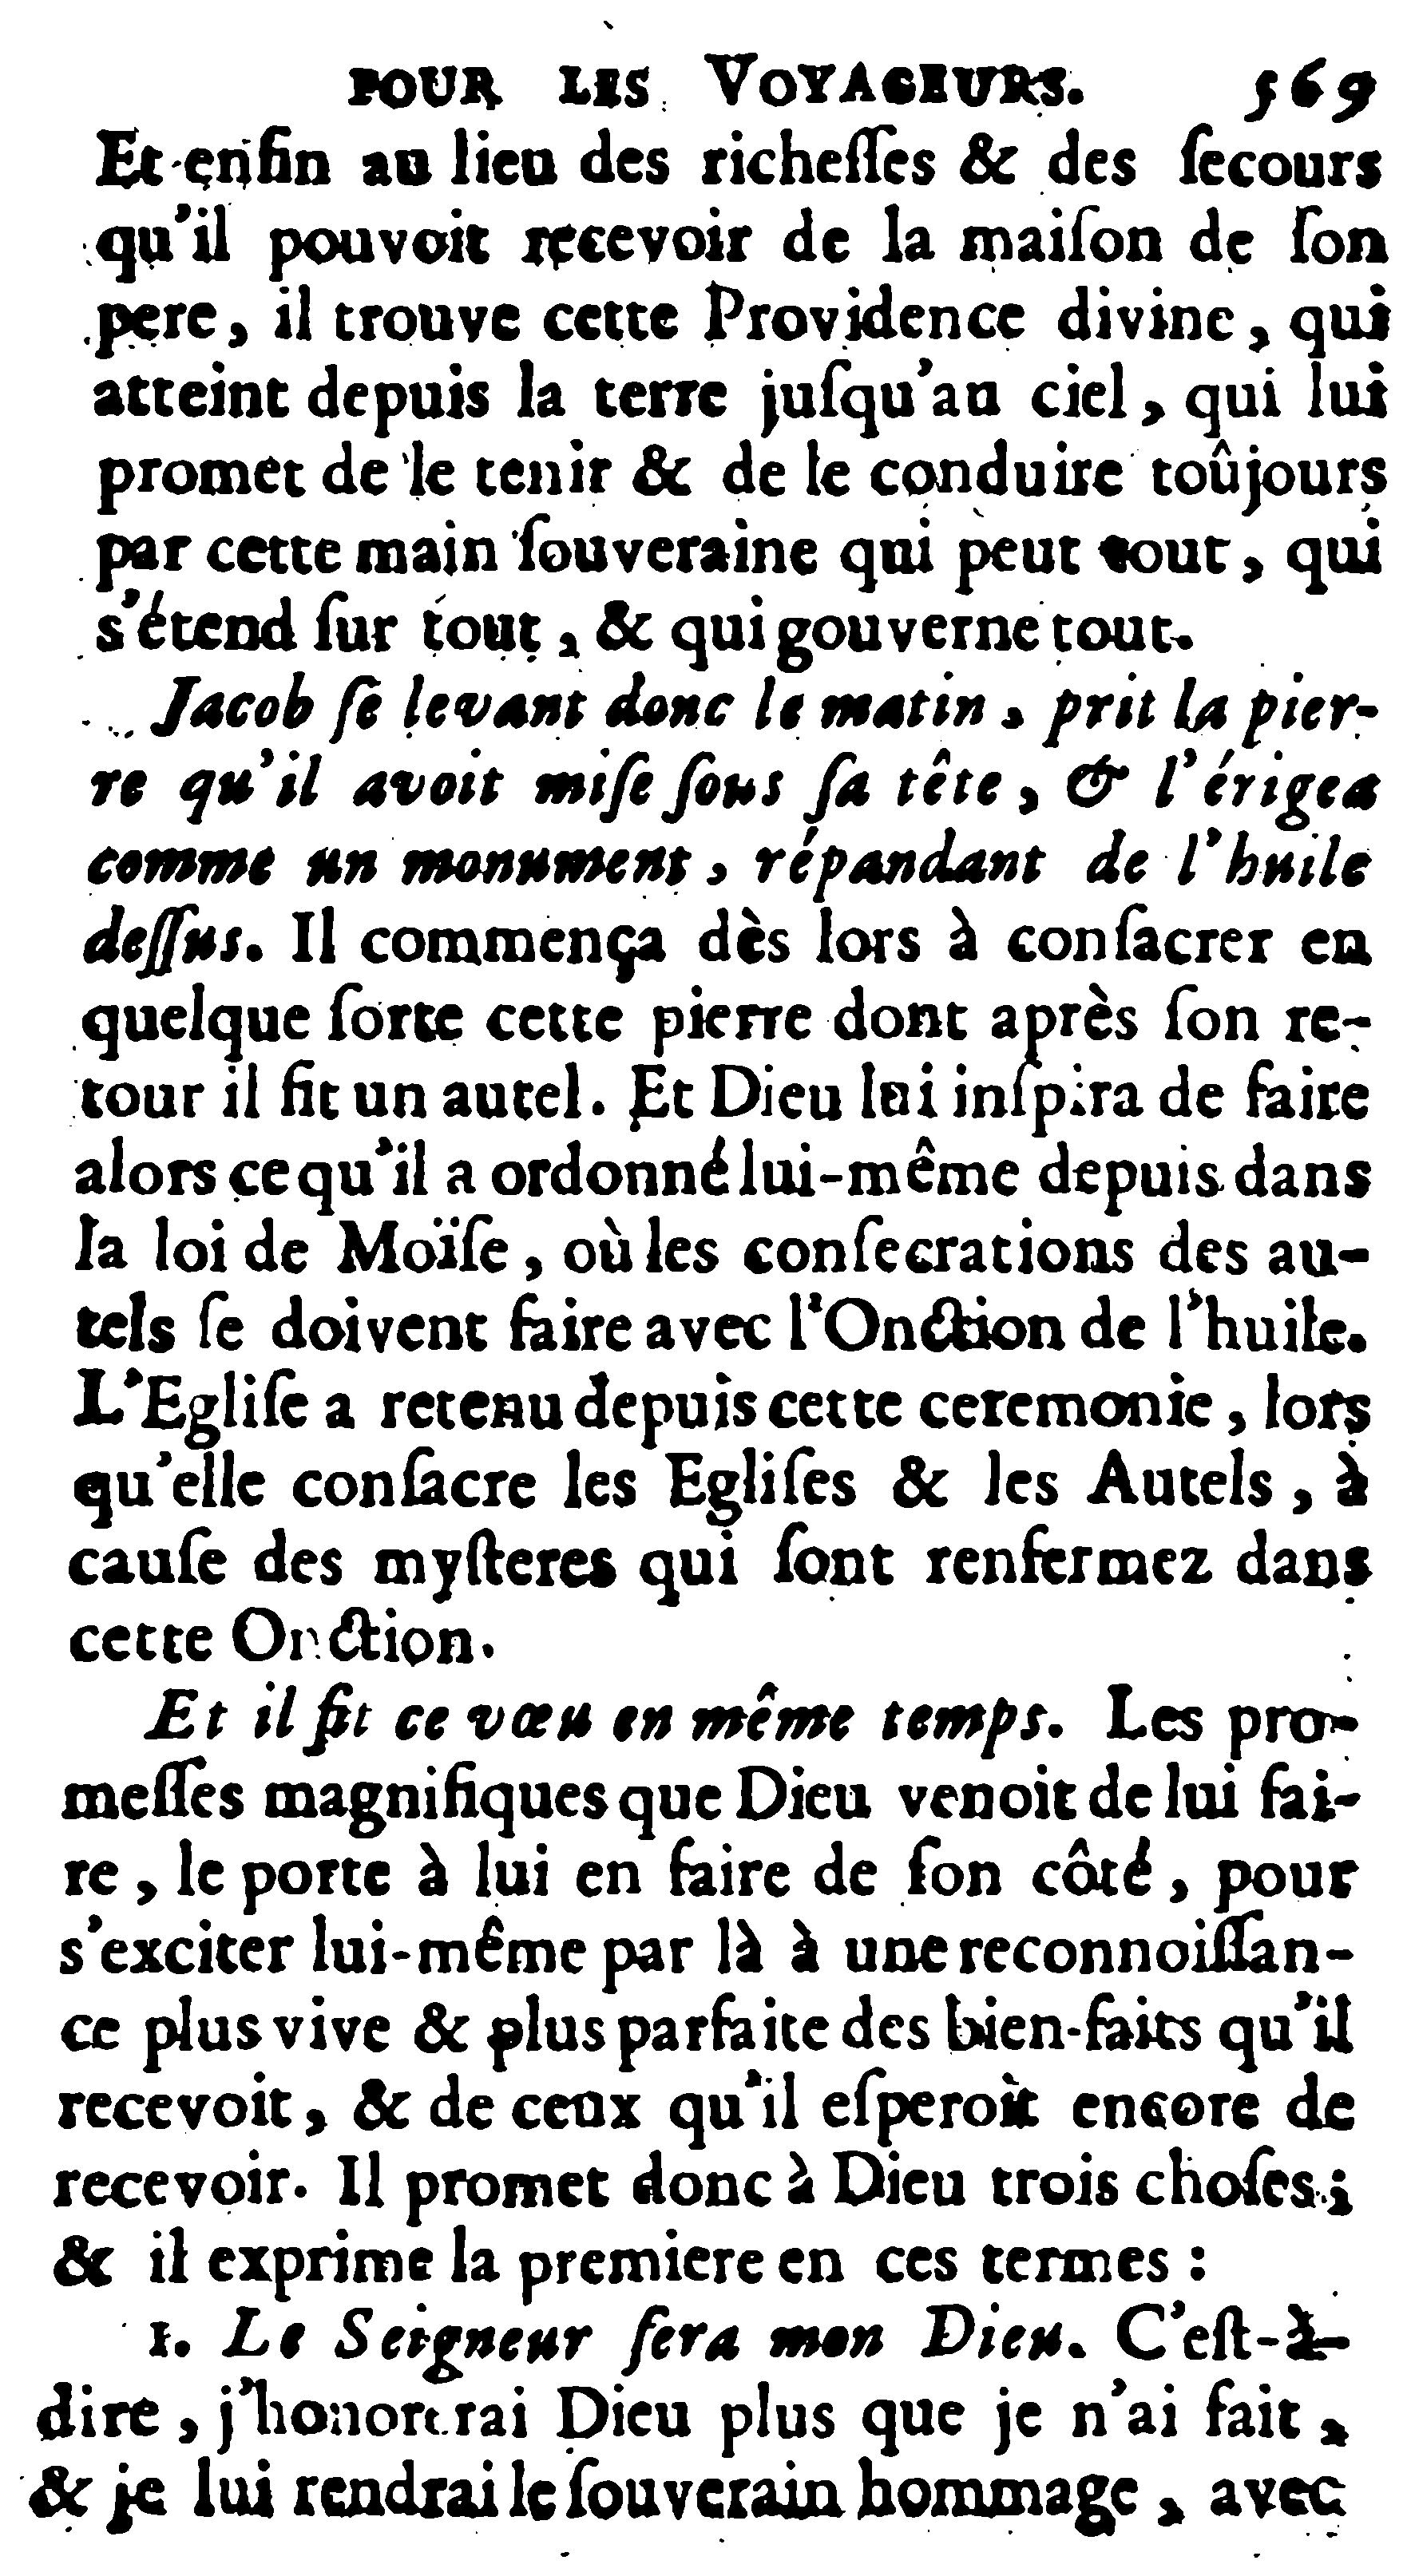 POUR LES VOYAGEURS. 569
Et enfin au lieu des richeſſes & des ſecours
qu'il pouvoit recevoir de la maiſon de ſon
pere, il trouve cette Providence divine, qui
atteint depuis la terre juſqu'au ciel, qui lui
promet de le tenir & de le conduire toûjours
par cette main ſouveraine qui peut tout, qui
s'étend ſur tout, & qui gouverne tout.
Jacob ſe levant donc le matin, prit la pier-
re qu'il avoit miſe ſous ſa tête, & l'érigea
comme un monument, répandant de l'huile
deſſus. Il commença dès lors à conſacrer en
quelque ſorte cette pierre dont après ſon re-
tour il fit un autel. Et Dieu lui inſpira de faire
alors ce qu'il a ordonné lui-même depuis dans
la loi de Moïſe, où les conſecrations des au-
tels ſe doivent faire avec l'Onction de l'huile.
L'Egliſe a retenu depuis cette ceremonie, lors
qu'elle conſacre les Egliſes & les Autels, à
cauſe des myſteres qui ſont renfermez dans
cette Onction.
Et il fit ce vœu en même temps. Les pro-
meſſes magnifiques que Dieu venoit de lui fai-
re, le porte à lui en faire de ſon côté, pour
s'exciter lui-même par là à une reconnoiſſan-
ce plus vive & plus parfaite des bien-faits qu'il
recevoit, & de ceux qu'il eſperoit encore de
recevoir. Il promet donc à Dieu trois choſes;
& il exprime la premiere en ces termes :
1. Le Seigneur ſera mon Dieu. C'eſt-à-
dire, j'honorerai Dieu plus que je n'ai fait,
& je lui rendrai le ſouverain hommage, avec